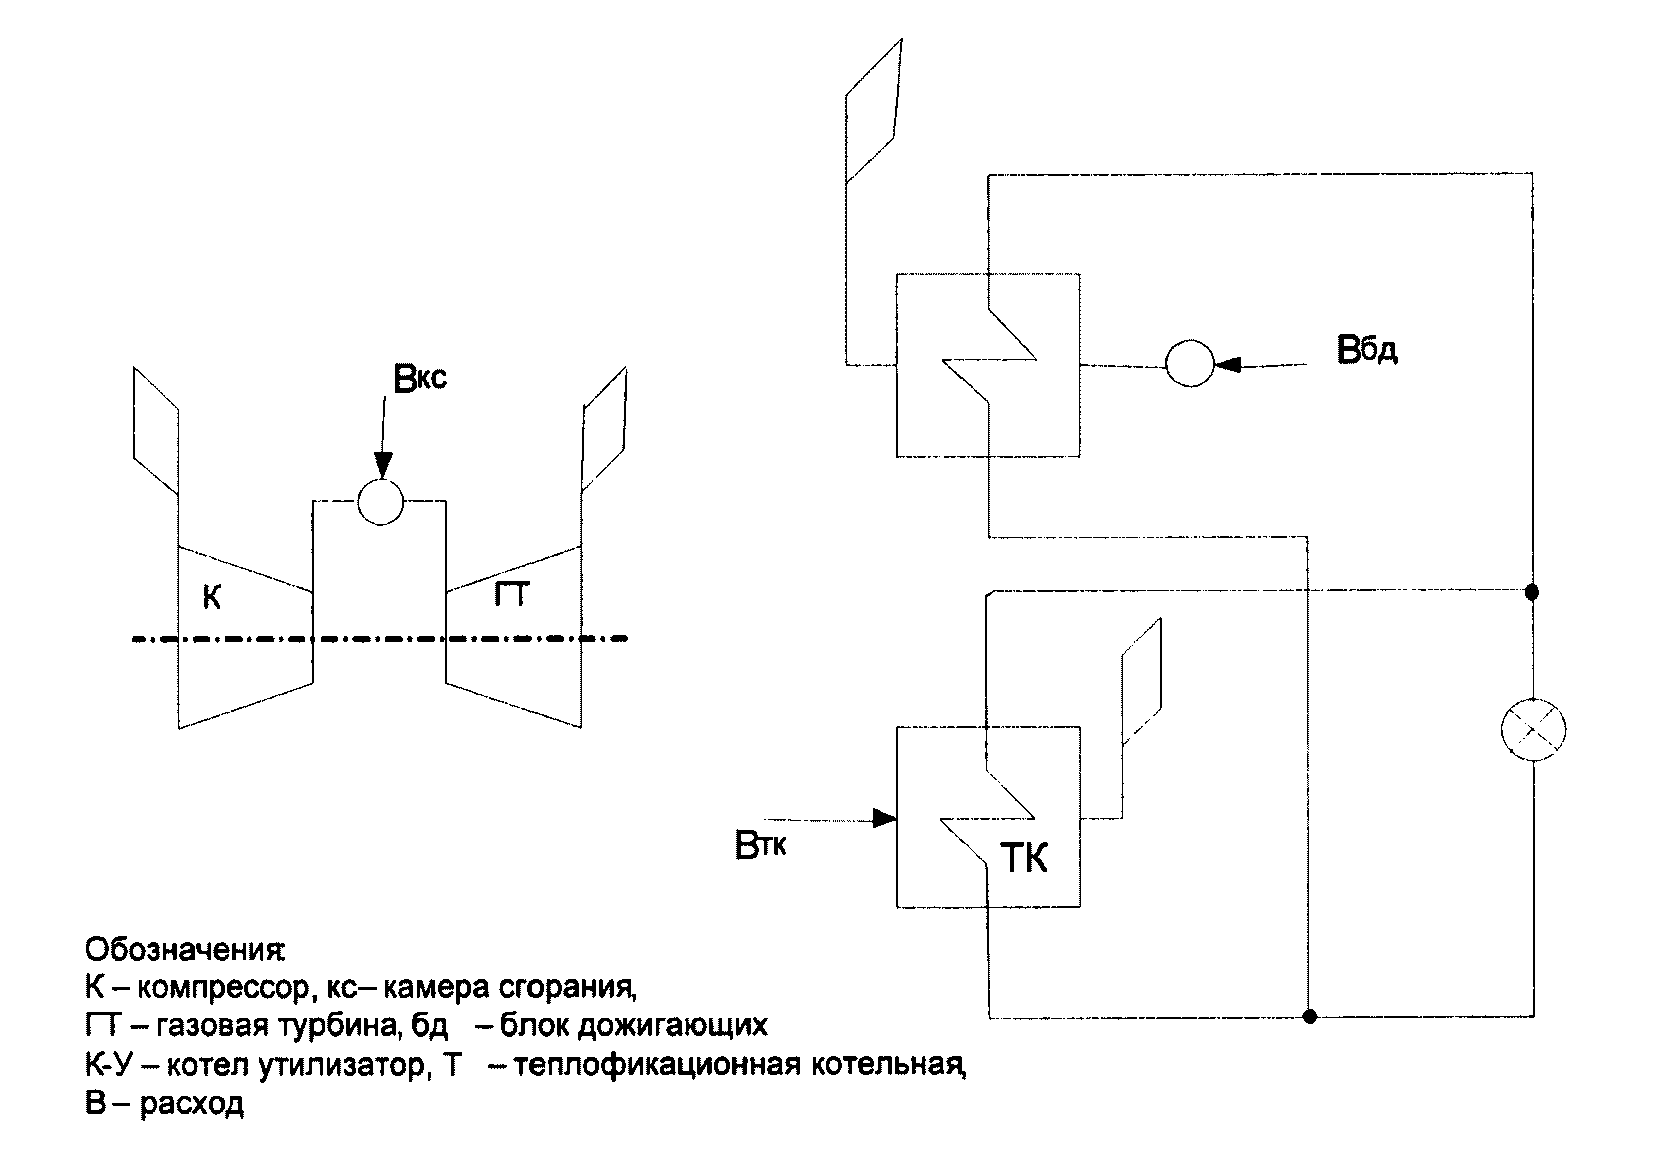 Вкс
Вбд
К
ГТ
Втк
ТК
Обозначения:
К – компрессор, кс– камера сгорания,
ГТ – газовая турбина, бд – блок дожигающих
К-У – котел утилизатор, Т – теплофикационная котельная,
В – расход